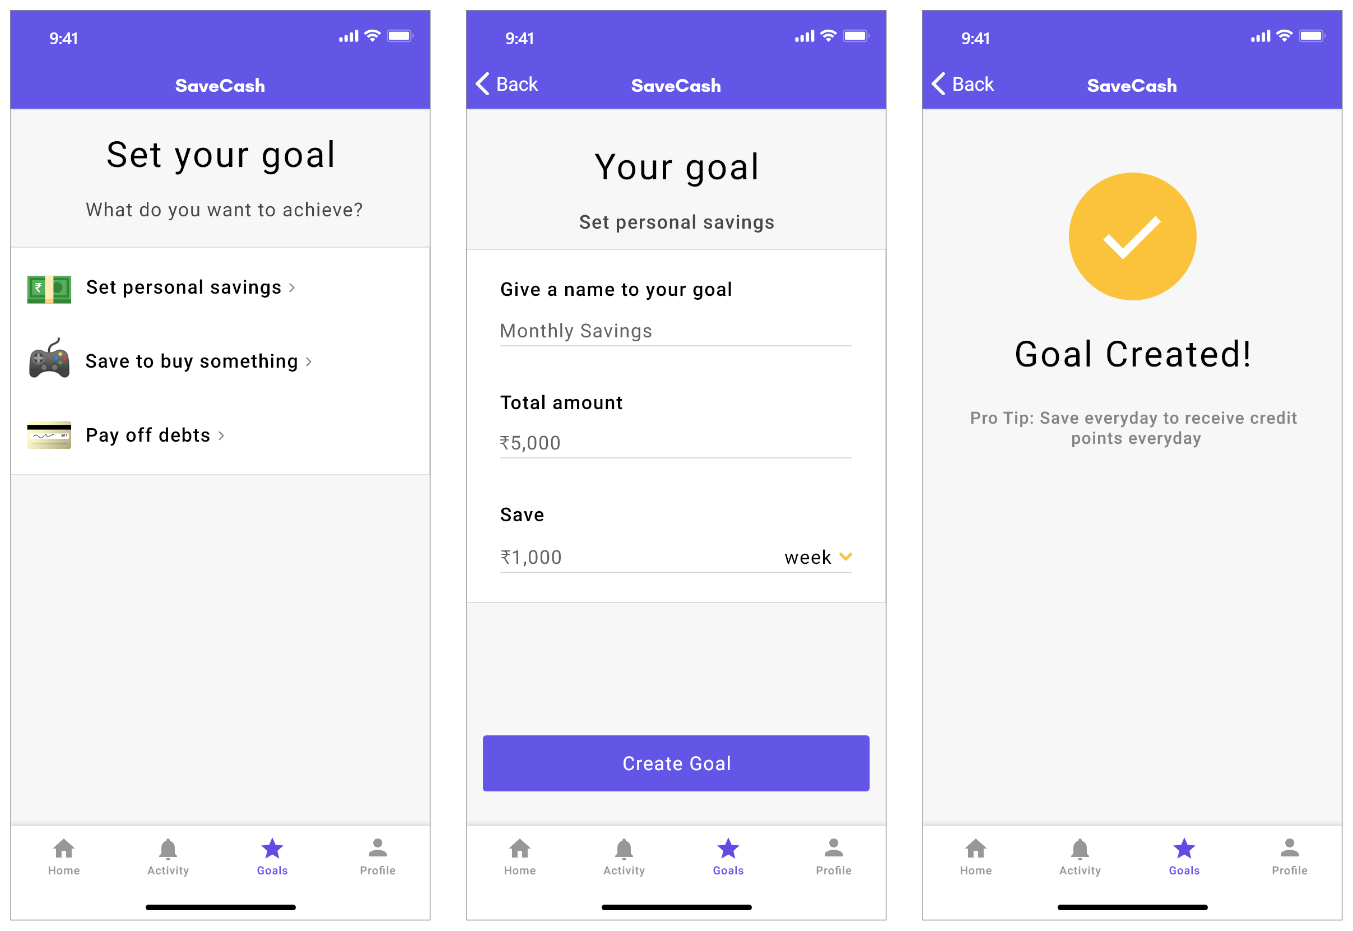 9:41
SaveCash
Set your goal
What do you want to achieve?
₹
Set personal savings
Save to buy something
Pay off debts
Home
Activity
Goals
Profile
9:41
Back
SaveCash
Your goal
Set personal savings
Give a name to your goal
Monthly Savings
Total amount
₹5,000
Save
₹1,000 week
Create Goal
Home
Activity
Goals
Profile
9:41
Back
SaveCash
Goal Created!
Pro Tip: Save everyday to receive credit
points everyday
Home
Activity
Goals
Profile